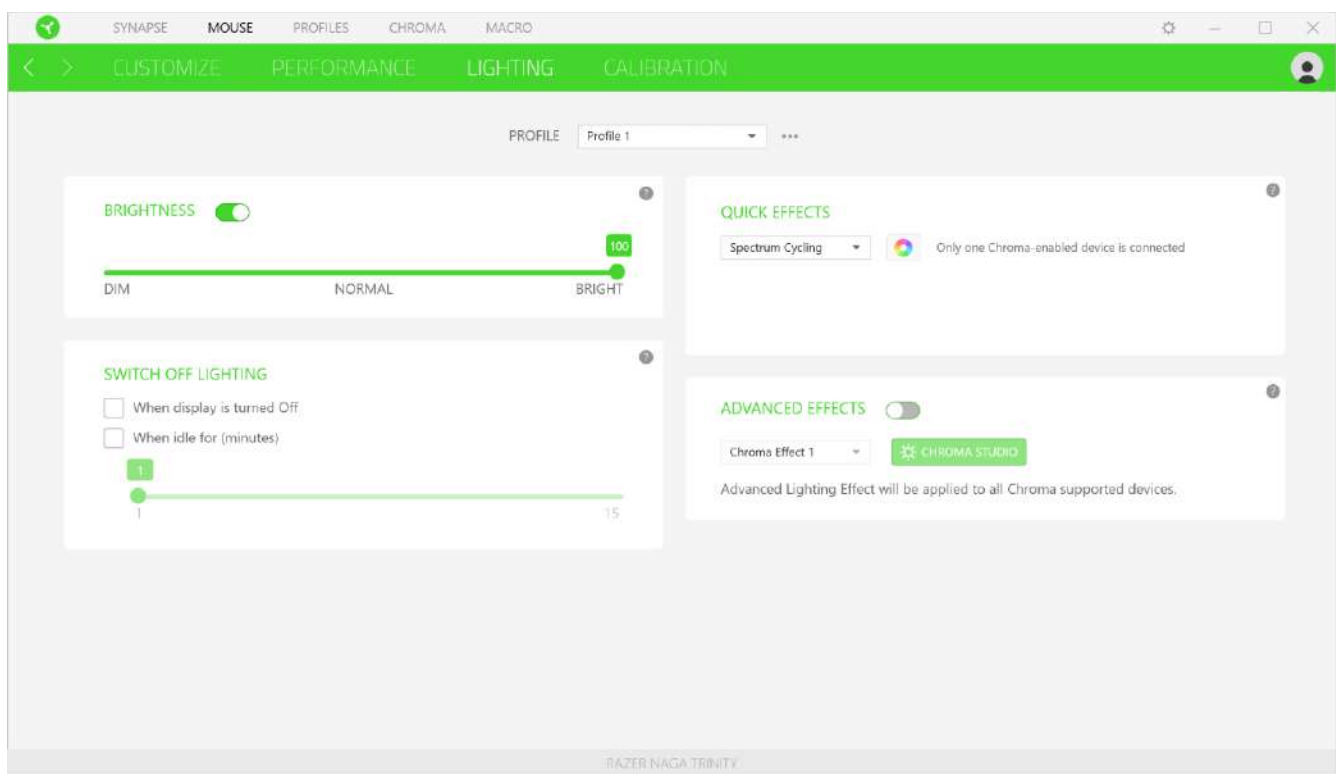 SYNAPSE MOUSE PROFILES CHROMA MACRO
CUSTOMIZE PERFORMANCE LIGHTING CALIBRATION
PROFILE Profile 1
BRIGHTNESS
100
DIM NORMAL BRIGHT
SWITCH OFF LIGHTING
When display is turned Off
When idle for (minutes)
1
1 15
QUICK EFFECTS
Spectrum Cycling Only one Chroma-enabled device is connected
ADVANCED EFFECTS
Chroma Effect 1 CHROMA STUDIO
Advanced Lighting Effect will be applied to all Chroma supported devices.
RAZER NAGA TRINITY